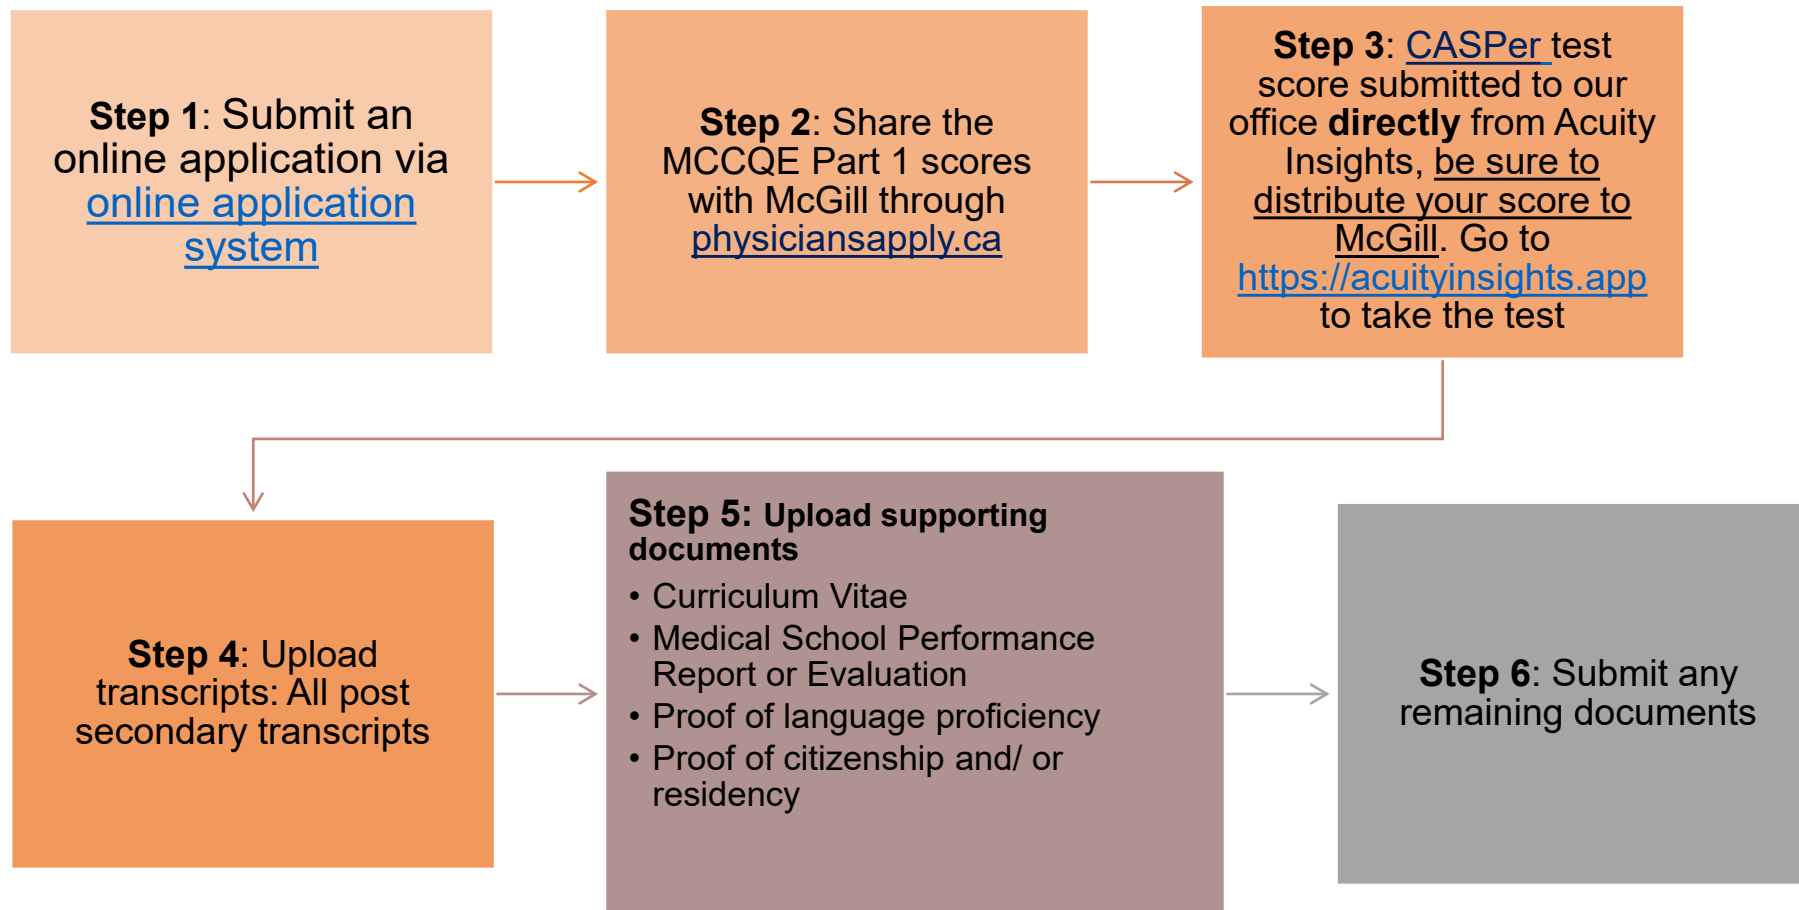 Step 1: Submit an
online application via
online application
system
Step 2: Share the
MCCQE Part 1 scores
with McGill through
physiciansapply.ca
Step 3: CASPer test
score submitted to our
office directly from Acuity
Insights, be sure to
distribute your score to
McGill. Go to
https://acuityinsights.app
to take the test
Step 4: Upload
transcripts: All post
secondary transcripts
Step 5: Upload supporting
documents
• Curriculum Vitae
• Medical School Performance
Report or Evaluation
• Proof of language proficiency
• Proof of citizenship and/ or
residency
Step 6: Submit any
remaining documents